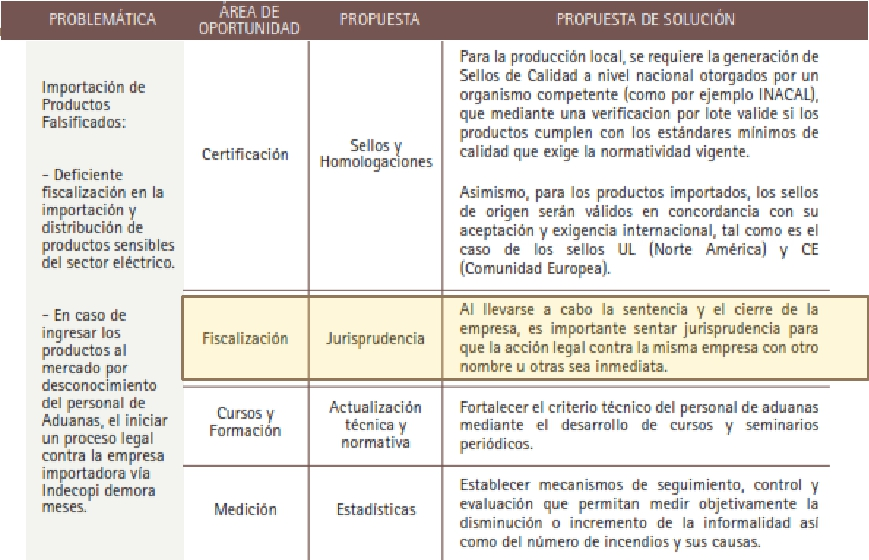 PROBLEMÁTICA
ÁREA DE
OPORTUNIDAD
PROPUESTA
PROPUESTA DE SOLUCIÓN
Importación de
Productos
Falsificados:
- Deficiente
fiscalización en la
importación y
distribución de
productos sensibles
del sector eléctrico.
- En caso de
ingresar los
productos al
mercado por
desconocimiento
del personal de
Aduanas, el iniciar
un proceso legal
contra la empresa
importadora vía
Indecopi demora
meses.
Certificación
Sellos y
Homologaciones
Para la producción local, se requiere la generación de
Sellos de Calidad a nivel nacional otorgados por un
organismo competente (como por ejemplo INACAL),
que mediante una verificacion por lote valide si los
productos cumplen con los estándares mínimos de
calidad que exige la normatividad vigente.
Asimismo, para los productos importados, los sellos
de origen serán válidos en concordancia con su
aceptación y exigencia internacional, tal como es el
caso de los sellos UL (Norte América) y CE
(Comunidad Europea).
Fiscalización
Jurisprudencia
Al llevarse a cabo la sentencia y el cierre de la
empresa, es importante sentar jurisprudencia para
que la acción legal contra la misma empresa con otro
nombre u otras sea inmediata.
Cursos y
Formación
Actualización
técnica y
normativa
Fortalecer el criterio técnico del personal de aduanas
mediante el desarrollo de cursos y seminarios
periódicos.
Medición
Estadísticas
Establecer mecanismos de seguimiento, control y
evaluación que permitan medir objetivamente la
disminución o incremento de la informalidad así
como del número de incendios y sus causas.